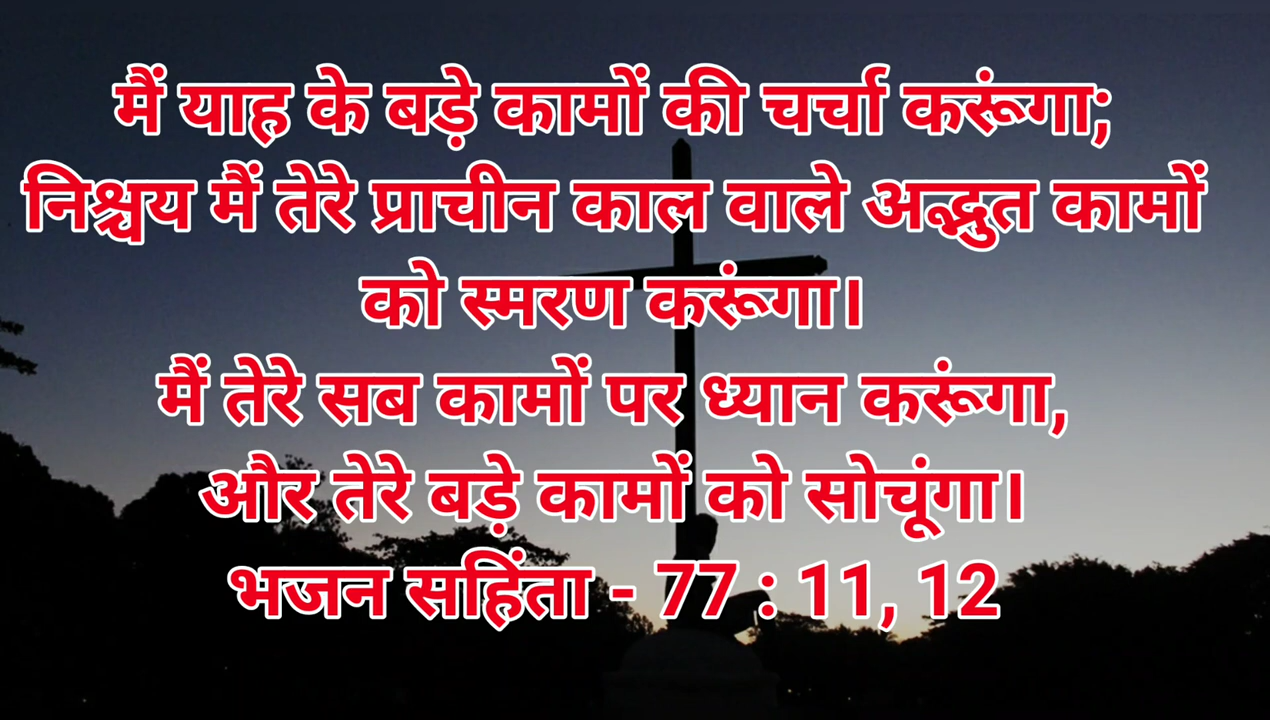 मैं याह के बड़े कामों की चर्चा करूंगा;
निश्चय मैं तेरे प्राचीन काल वाले अद्भुत कामों
को स्मरण करूंगा।
मैं तेरे सब कामों पर ध्यान करूंगा,
और तेरे बड़े कामों को सोचूंगा।
भजन सहिंता - 77 : 11, 12